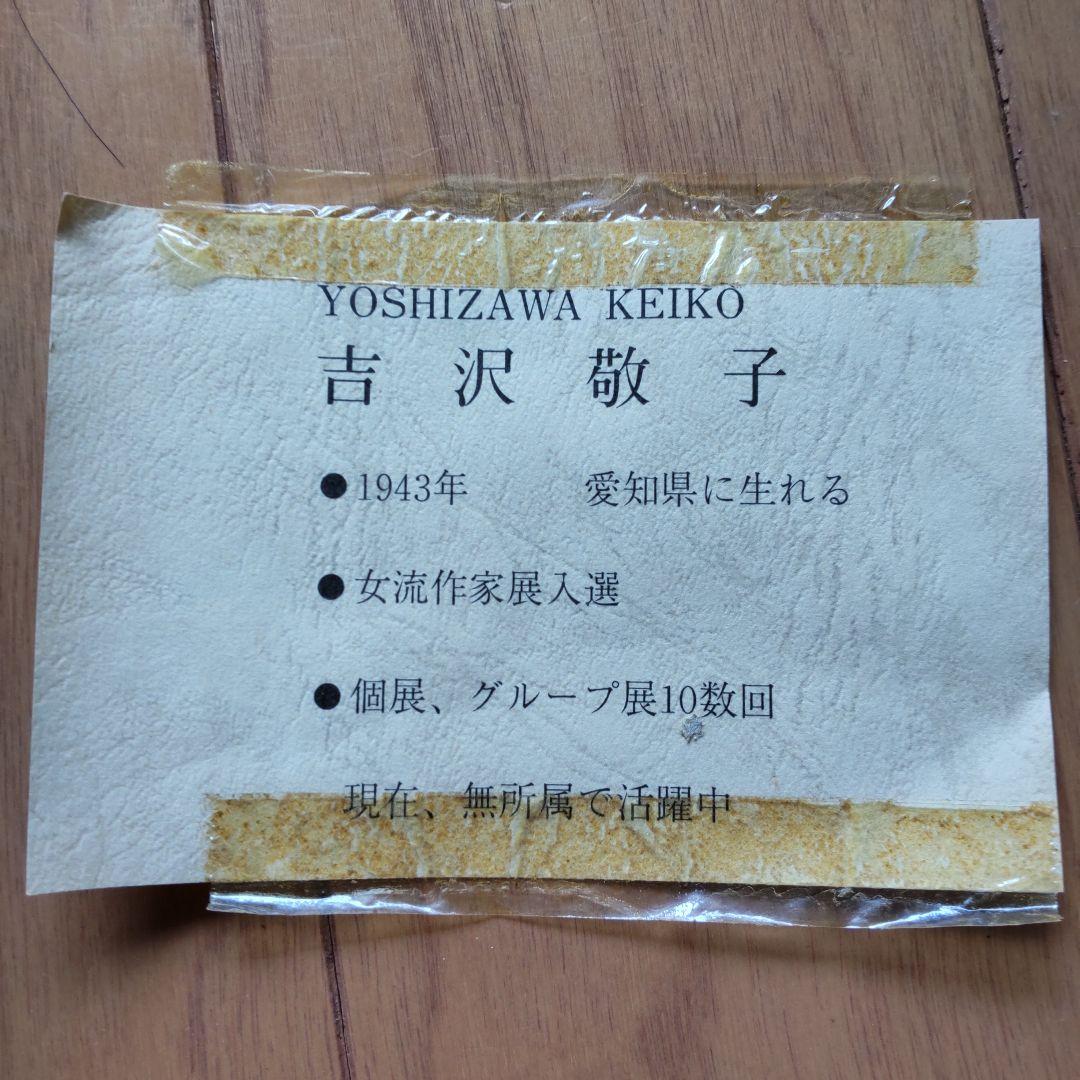 YOSHIZAWA KEIKO
吉沢敬子
●1943年 愛知県に生れる
●女流作家展入選
●個展、グループ展10数回
現在、無所属で活躍中